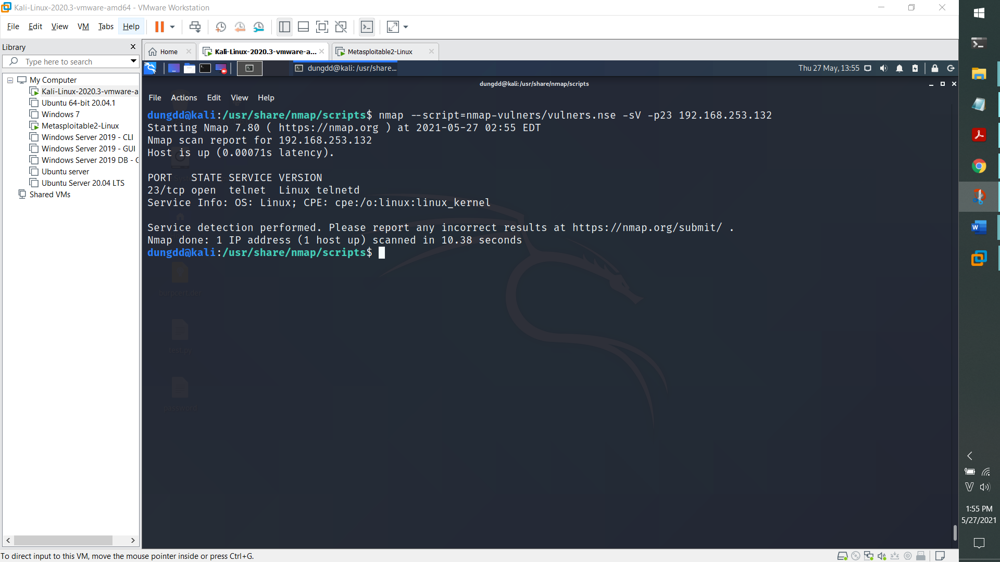 Kali-Linux-2020.3-vmware-amd64 - VMware Workstation
File Edit View VM Tabs Help
Library
Type here to search
My Computer
Kali-Linux-2020.3-vmware-a
Ubuntu 64-bit 20.04.1
Windows 7
Metasploitable2-Linux
Windows Server 2019 - CLI
Windows Server 2019 - GUI
Windows Server 2019 DB - C
Ubuntu server
Ubuntu Server 20.04 LTS
Shared VMs
Home
Kali-Linux-2020.3-vmware-a...
Metasploitable2-Linux
dungdd@kali: /usr/share...
Thu 27 May, 13:55
dungdd@kali:/usr/share/nmap/scripts
File Actions Edit View Help
dungdd@kali:/usr/share/nmap/scripts$ nmap --script=nmap-vulners/vulners.nse -sV -p23 192.168.253.132
Starting Nmap 7.80 ( https://nmap.org ) at 2021-05-27 02:55 EDT
Nmap scan report for 192.168.253.132
Host is up (0.00071s latency).
PORT STATE SERVICE VERSION
23/tcp open telnet Linux telnetd
Service Info: OS: Linux; CPE: cpe:/o:linux:linux_kernel
Service detection performed. Please report any incorrect results at https://nmap.org/submit/ .
Nmap done: 1 IP address (1 host up) scanned in 10.38 seconds
dungdd@kali:/usr/share/nmap/scripts$
ourpcert.der
test.py
password
1:55 PM
5/27/2021
To direct input to this VM, move the mouse pointer inside or press Ctrl+G.